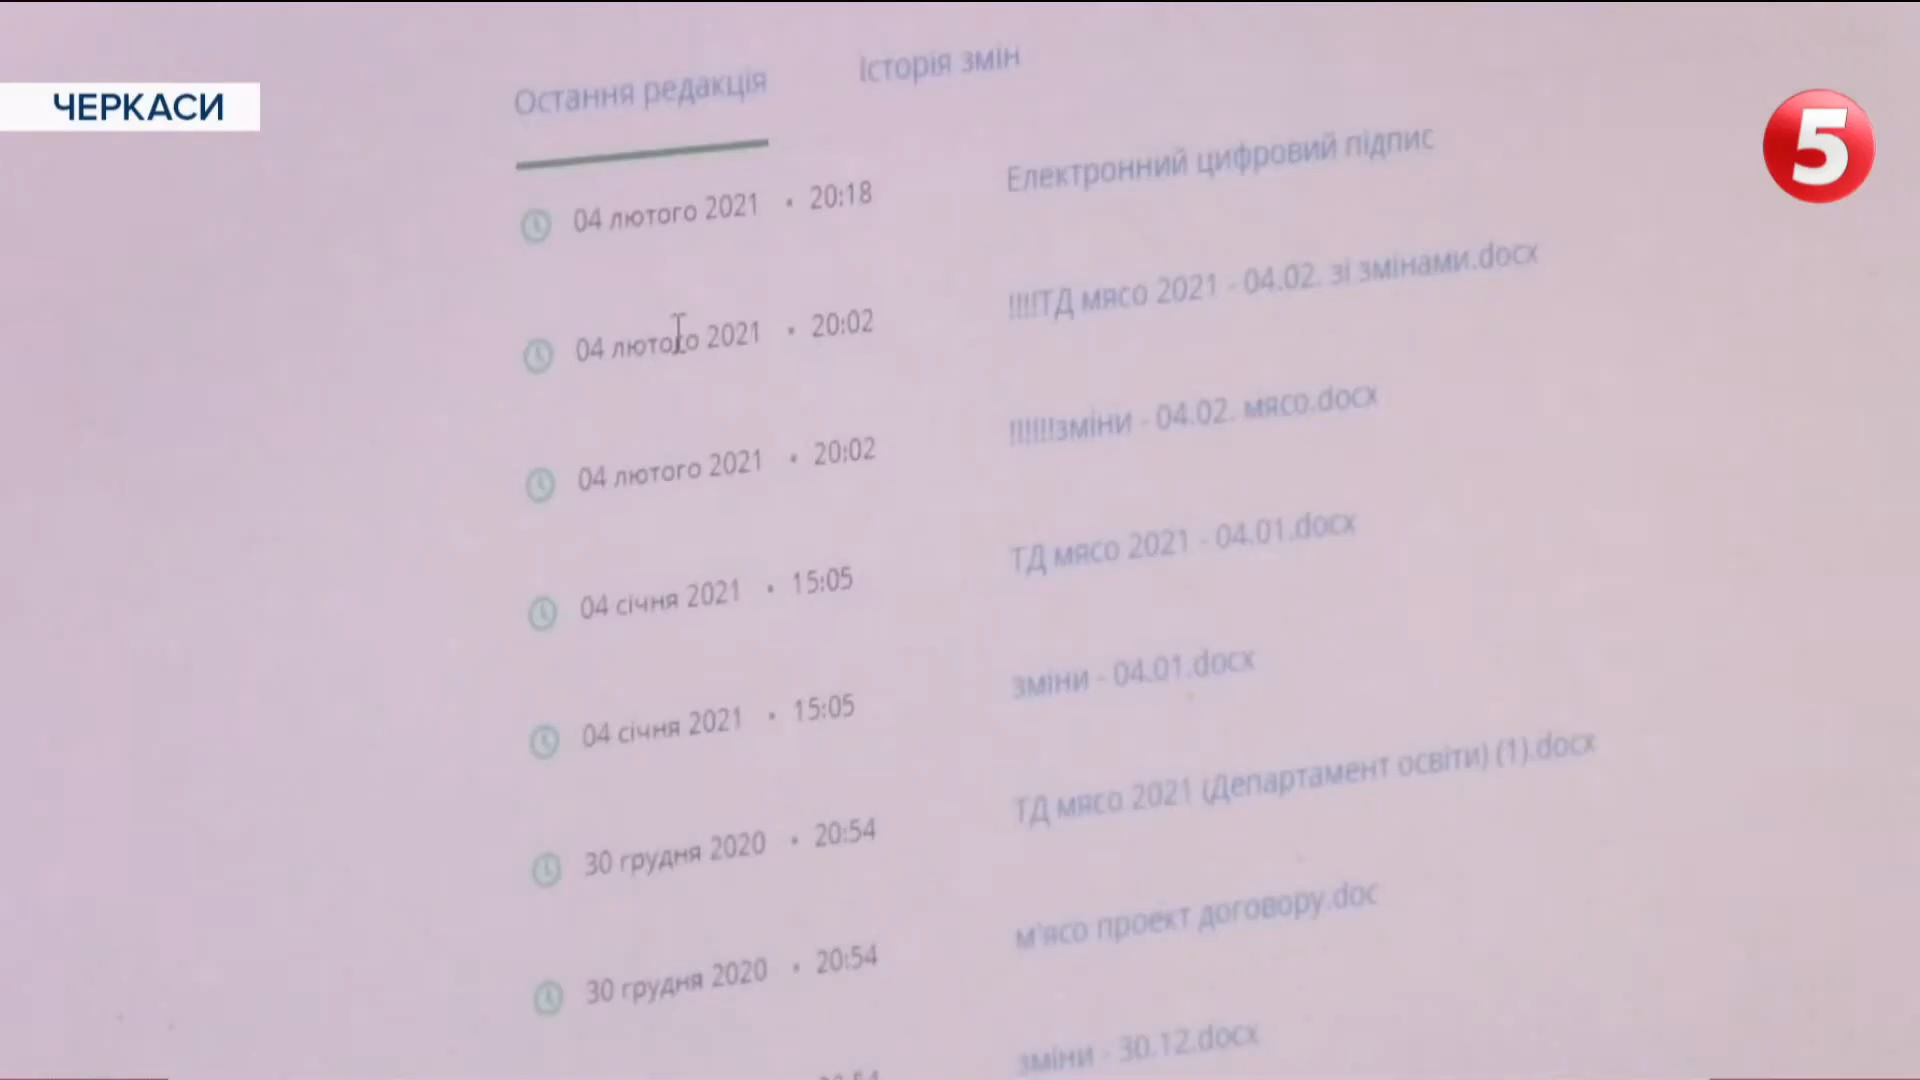 ЧЕРКАСИ
5
Остання редакція
Історія змін
04 лютого 2021 • 20:18
Електронний цифровий підпис
04 лютого 2021 • 20:02
!!!!ТД мясо 2021 - 04.02. зі змінами.docx
04 лютого 2021 • 20:02
!!!!!!зміни - 04.02. мясо.docx
04 січня 2021 • 15:05
ТД мясо 2021 - 04.01.docx
04 січня 2021 • 15:05
зміни - 04.01.docx
30 грудня 2020 • 20:54
ТД мясо 2021 (Департамент освіти) (1).docx
30 грудня 2020 • 20:54
м'ясо проект договору.doc
зміни - 30.12.docx